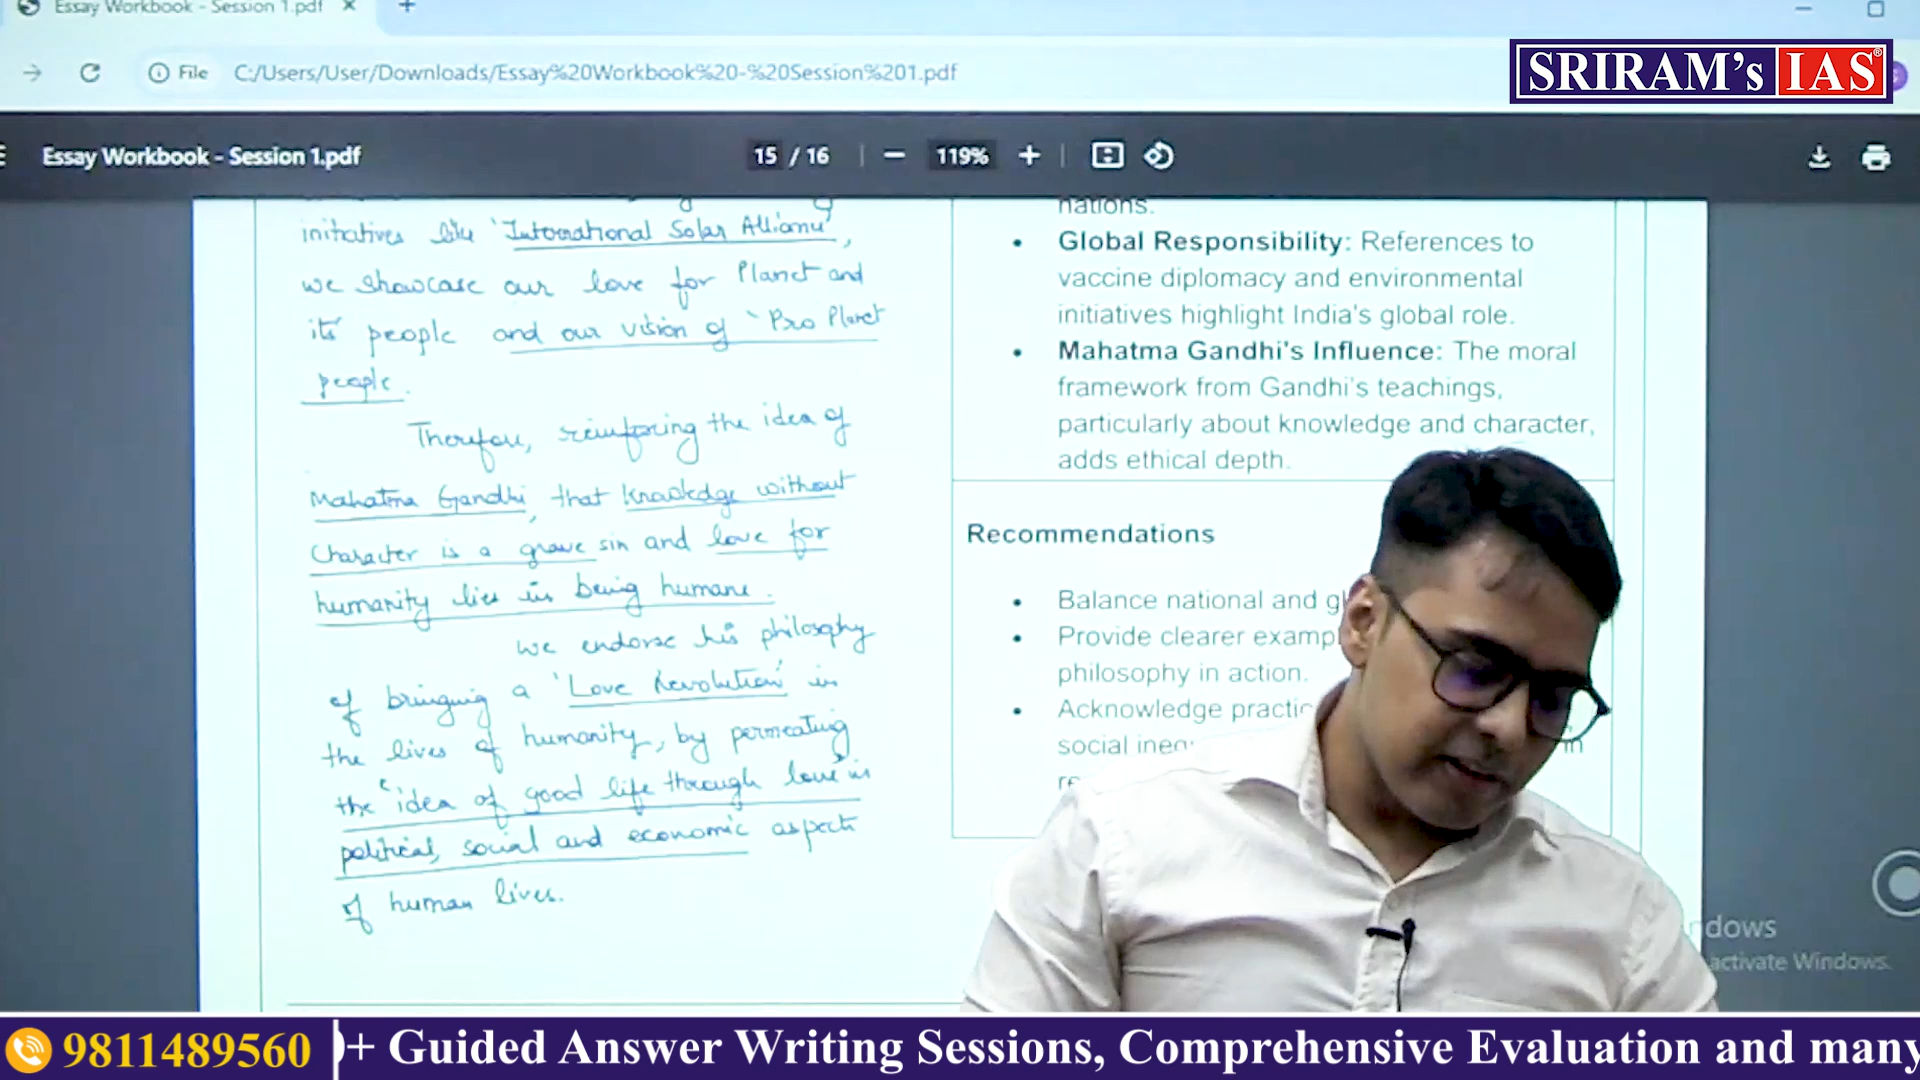 Essay Workbook - Session 1.pdf
File C:/Users/User/Downloads/Essay%20Workbook%20-%20Session%201.pdf
SRIRAM's IAS
Essay Workbook - Session 1.pdf
15 / 16
119%
initiatives like 'International Solar Alliance',
we showcase our love for Planet and
its people and our vision of 'Pro Planet
people.
Therefore, reinforcing the idea of
Mahatma Gandhi, that knowledge without
Character is a grave sin and love for
humanity lies in being humane.
we endorse his philosophy
of bringing a 'Love Revolution' in
the lives of humanity, by permeating
the 'idea of good life through love' in
political, social and economic aspects
of human lives.
nations.
• Global Responsibility: References to
vaccine diplomacy and environmental
initiatives highlight India's global role.
• Mahatma Gandhi's Influence: The moral
framework from Gandhi's teachings,
particularly about knowledge and character,
adds ethical depth.
Recommendations
• Balance national and
• Provide clearer
philosophy in action.
• Acknowledge
social
in
activate Windows.
9811489560
+ Guided Answer Writing Sessions, Comprehensive Evaluation and many